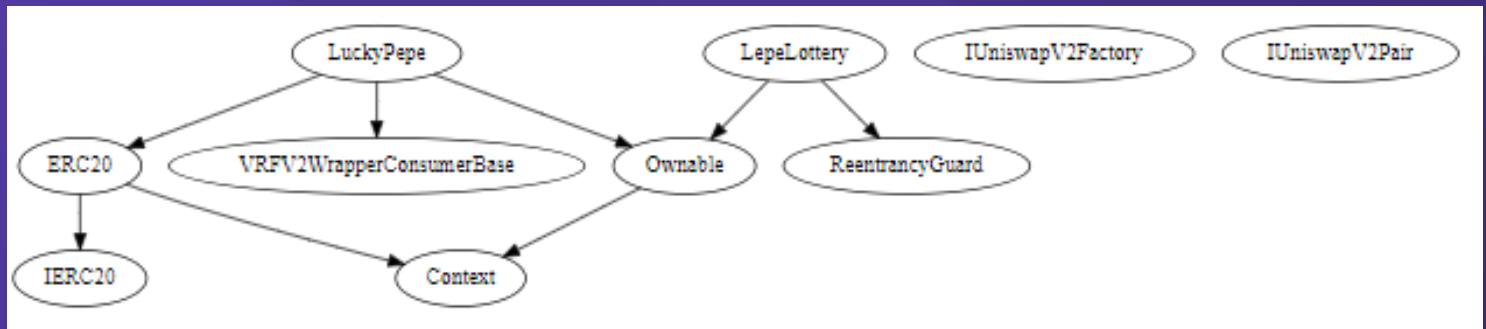 LuckyPepe
LepeLottery
IUniswapV2Factory
IUniswapV2Pair
ERC20
VRFV2WrapperConsumerBase
Ownable
ReentrancyGuard
IERC20
Context